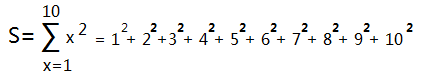 S= 10∑x=1 x² = 1²+ 2²+3²+ 4²+ 5²+ 6²+ 7²+ 8²+ 9²+ 10²